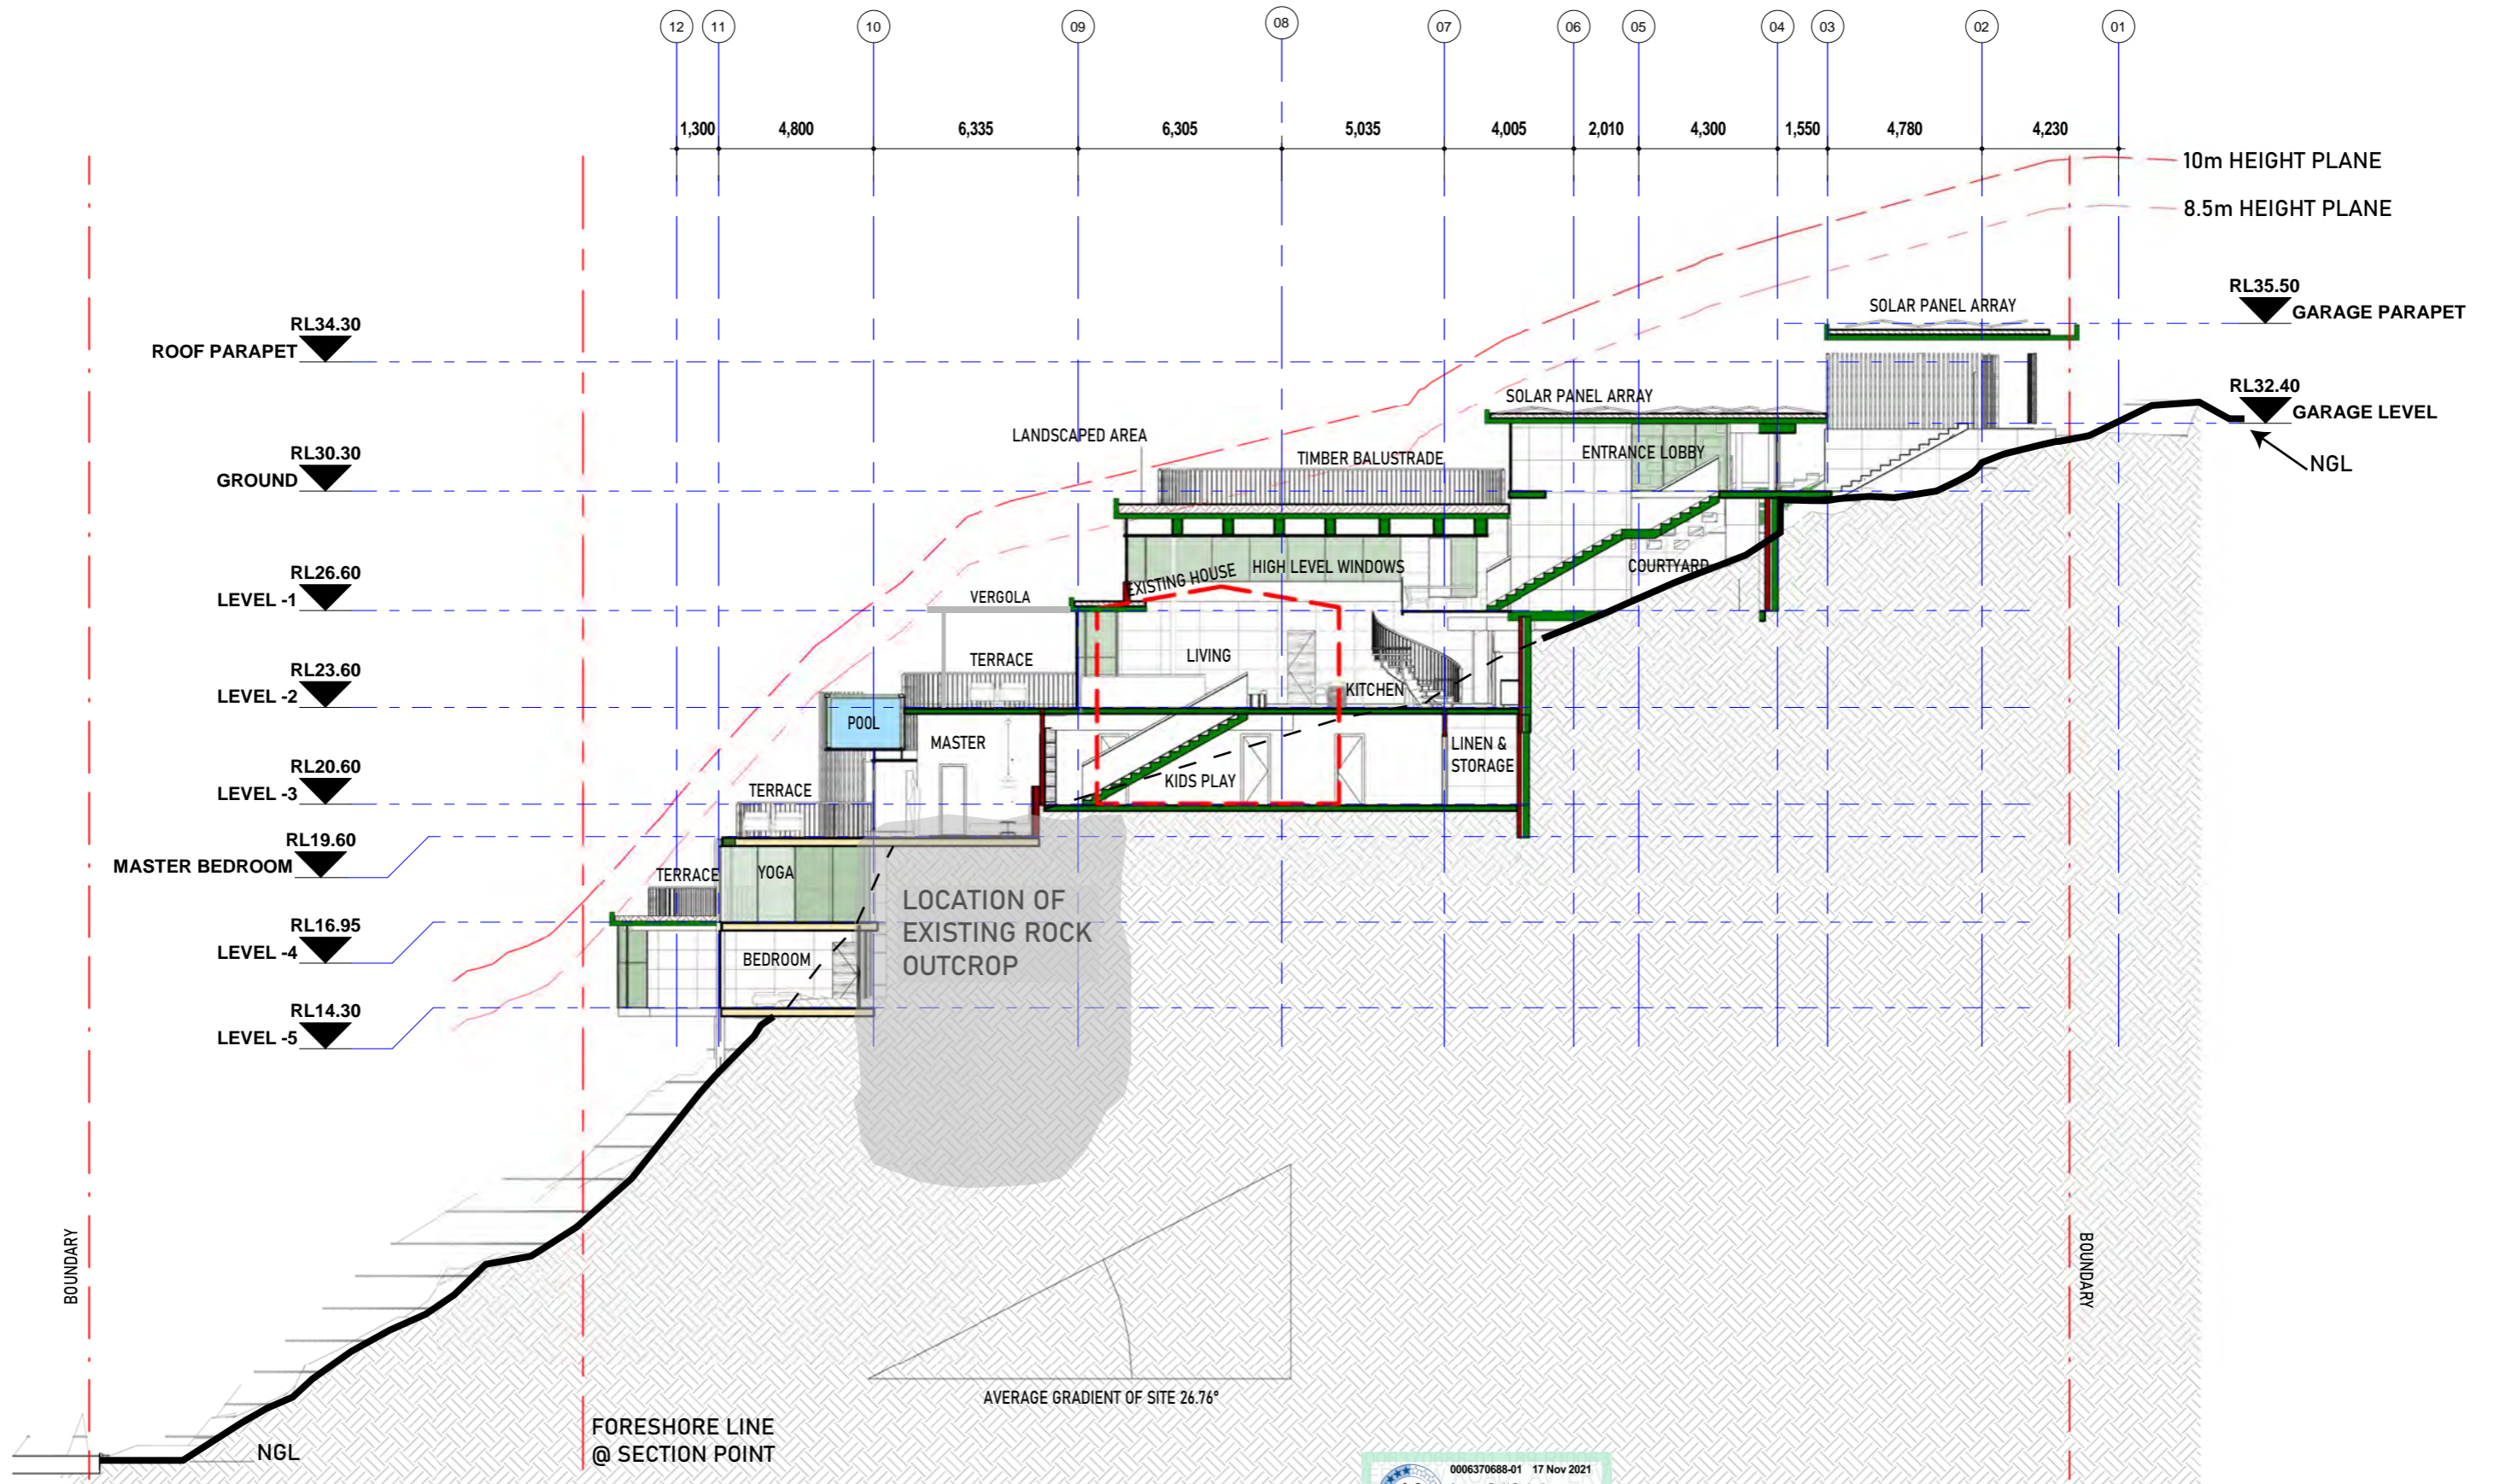 12 11 10 09 08 07 06 05 04 03 02 01
1,300 4,800 6,335 6,305 5,035 4,005 2,010 4,300 1,550 4,780 4,230
10m HEIGHT PLANE
8.5m HEIGHT PLANE
RL35.50
GARAGE PARAPET
SOLAR PANEL ARRAY
RL34.30
ROOF PARAPET
RL32.40
GARAGE LEVEL
SOLAR PANEL ARRAY
LANDSCAPED AREA
TIMBER BALUSTRADE
ENTRANCE LOBBY
NGL
RL30.30
GROUND
EXISTING HOUSE
HIGH LEVEL WINDOWS
COURTYARD
RL26.60
LEVEL -1
VERGOLA
TERRACE
LIVING
KITCHEN
RL23.60
LEVEL -2
POOL
MASTER
KIDS PLAY
LINEN &
STORAGE
RL20.60
LEVEL -3
TERRACE
RL19.60
MASTER BEDROOM
TERRACE
YOGA
LOCATION OF
EXISTING ROCK
OUTCROP
RL16.95
LEVEL -4
BEDROOM
RL14.30
LEVEL -5
BOUNDARY
BOUNDARY
AVERAGE GRADIENT OF SITE 26.76°
FORESHORE LINE
@ SECTION POINT
NGL
0006370688-01 17 Nov 2021